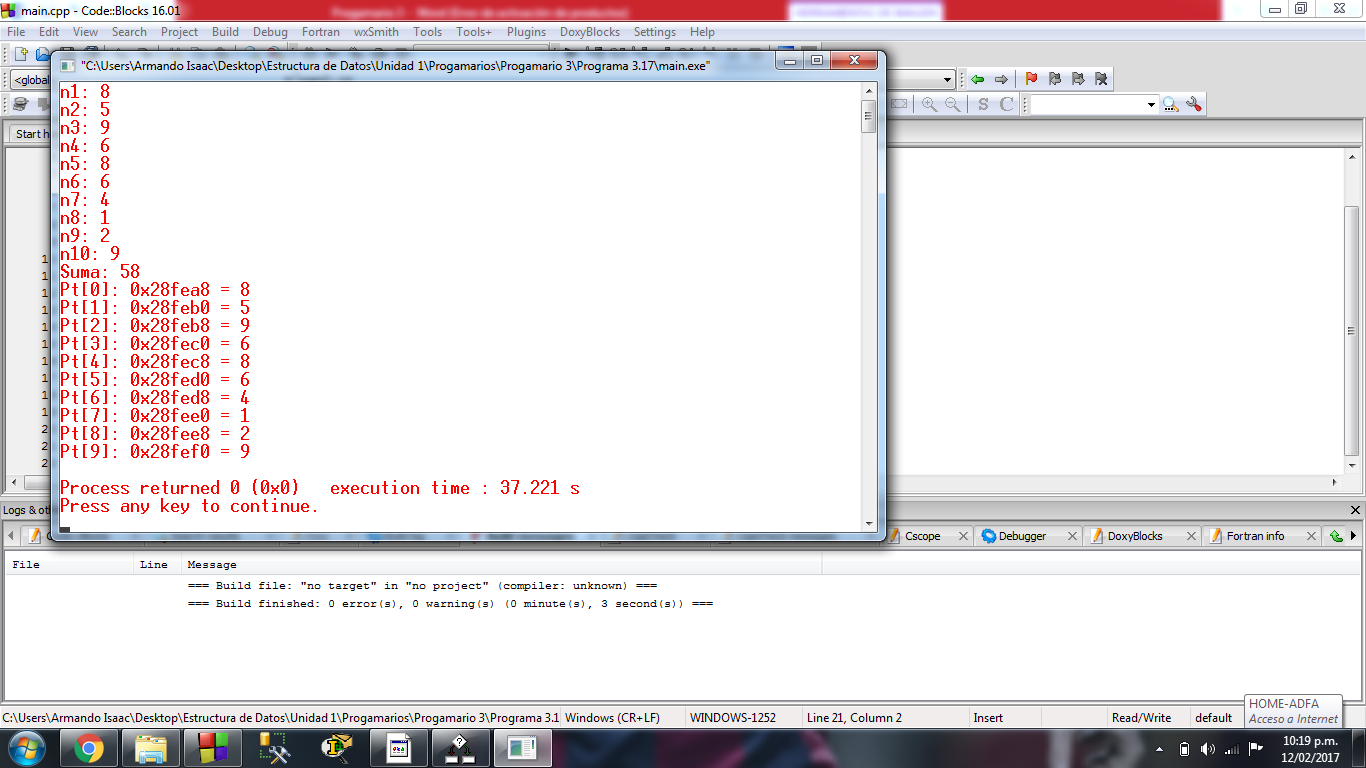 main.cpp - Code::Blocks 16.01
File Edit View Search Project Build Debug Fortran wxSmith Tools Tools+ Plugins DoxyBlocks Settings Help
"C:\Users\Armando Isaac\Desktop\Estructura de Datos\Unidad 1\Progamarios\Progamario 3\Programa 3.17\main.exe"
<global
S C
Start h
n1: 8
n2: 5
n3: 9
n4: 6
n5: 8
n6: 6
n7: 4
n8: 1
n9: 2
n10: 9
Suma: 58
Pt[0]: 0x28fea8 = 8
Pt[1]: 0x28feb0 = 5
Pt[2]: 0x28feb8 = 9
Pt[3]: 0x28fec0 = 6
Pt[4]: 0x28fec8 = 8
Pt[5]: 0x28fed0 = 6
Pt[6]: 0x28fed8 = 4
Pt[7]: 0x28fee0 = 1
Pt[8]: 0x28fee8 = 2
Pt[9]: 0x28fef0 = 9
Process returned 0 (0x0)   execution time : 37.221 s
Press any key to continue.
Logs & ot
Cscope Debugger DoxyBlocks Fortran info
File Line Message
=== Build file: "no target" in "no project" (compiler: unknown) ===
=== Build finished: 0 error(s), 0 warning(s) (0 minute(s), 3 second(s)) ===
C:\Users\Armando Isaac\Desktop\Estructura de Datos\Unidad 1\Progamarios\Progamario 3\Programa 3.1 Windows (CR+LF) WINDOWS-1252 Line 21, Column 2 Insert Read/Write default
HOME-ADFA
Acceso a Internet
10:19 p.m.
12/02/2017